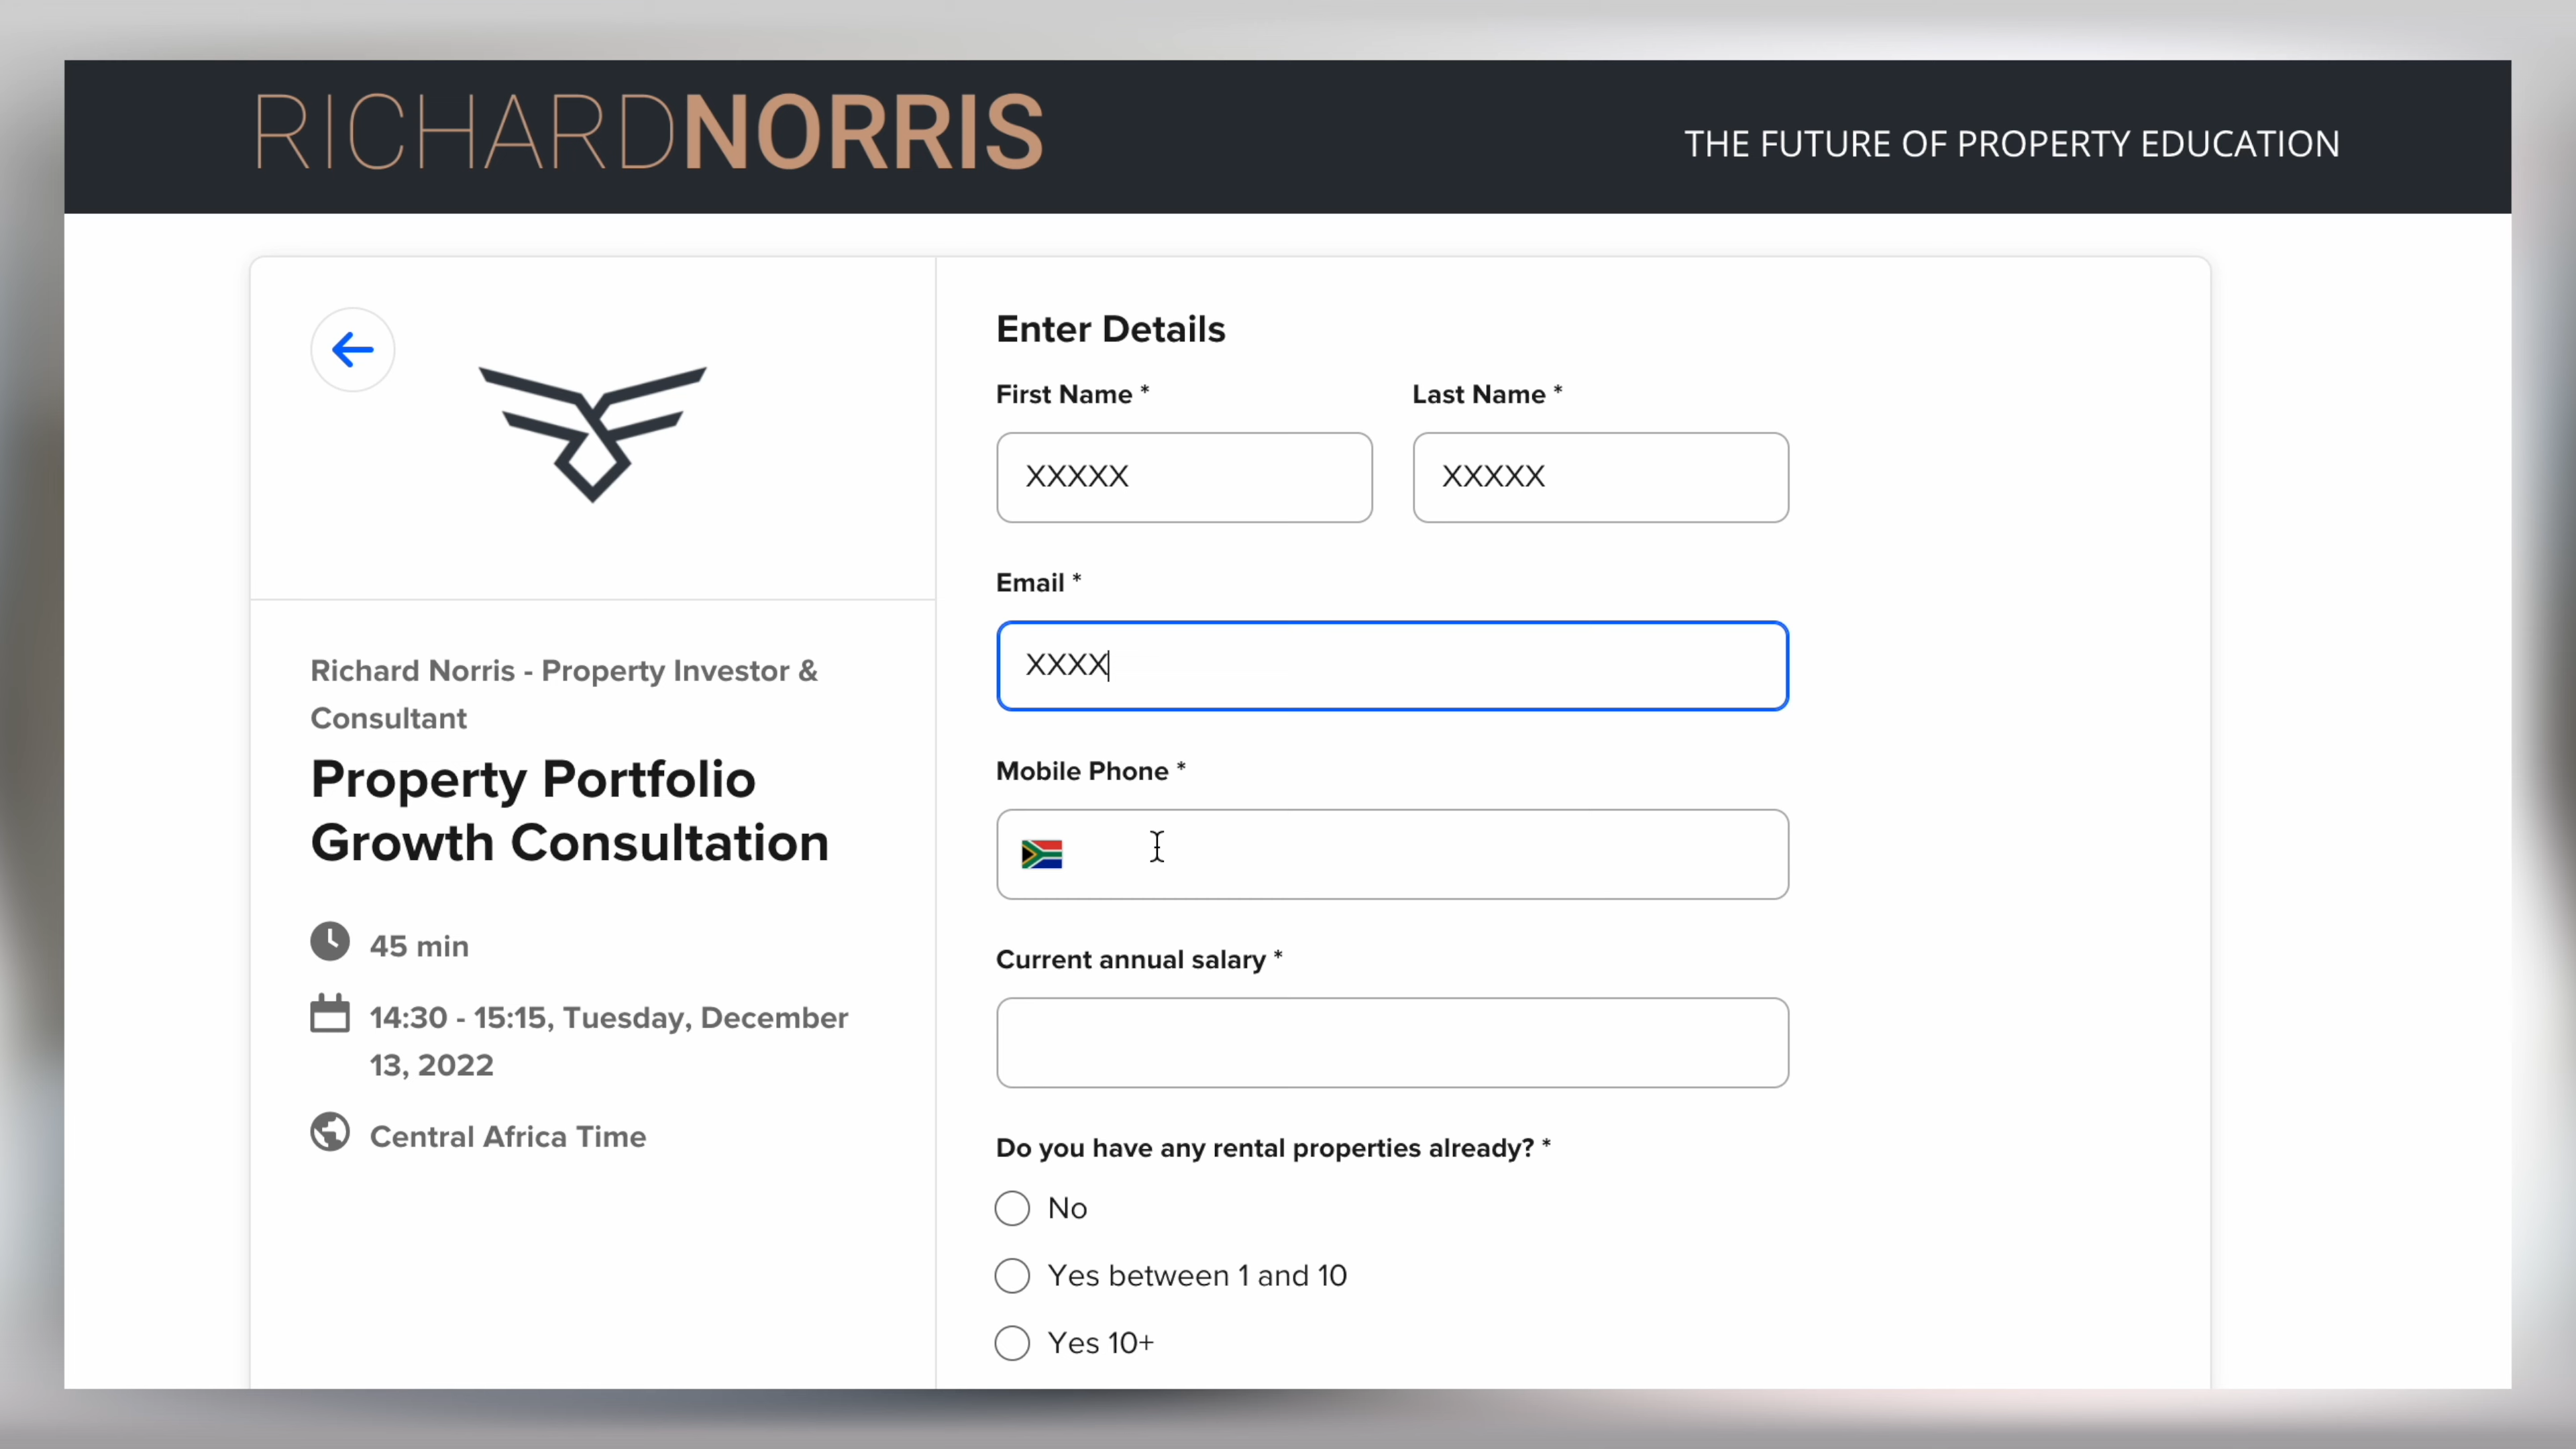 RICHARDNORRIS
THE FUTURE OF PROPERTY EDUCATION
Richard Norris - Property Investor &
Consultant
Property Portfolio
Growth Consultation
45 min
14:30 - 15:15, Tuesday, December
13, 2022
Central Africa Time
Enter Details
First Name * Last Name *
XXXXX XXXXX
Email *
XXXX
Mobile Phone *
Current annual salary *
Do you have any rental properties already? *
No
Yes between 1 and 10
Yes 10+